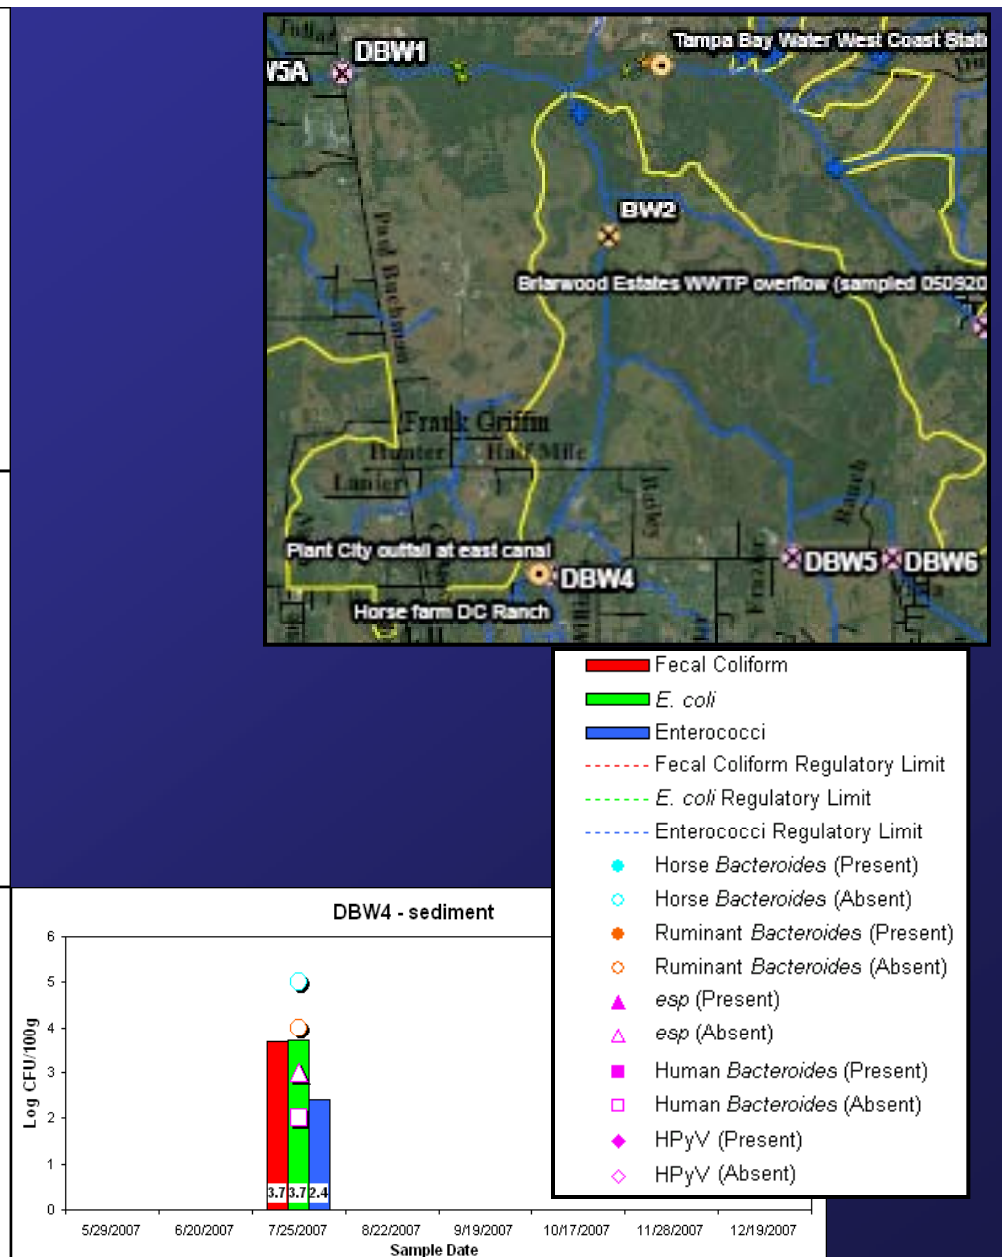 Tampa Bay Water West Coast Stati
DBW1
W5A
Paul Buchman
BW2
Briarwood Estates WWTP overflow (sampled 050920
Frank Griffin
Hunter
Half Mile
Lanier
Bailey
Ranch
Frazier
Plant City outfall at east canal
DBW4
DBW5
DBW6
Horse farm DC Ranch
Fecal Coliform
E. coli
Enterococci
Fecal Coliform Regulatory Limit
E. coli Regulatory Limit
Enterococci Regulatory Limit
Horse Bacteroides (Present)
Horse Bacteroides (Absent)
Ruminant Bacteroides (Present)
Ruminant Bacteroides (Absent)
esp (Present)
esp (Absent)
Human Bacteroides (Present)
Human Bacteroides (Absent)
HPyV (Present)
HPyV (Absent)
DBW4 - sediment
Log CFU/100g
6
5
4
3
2
1
0
3.7 3.7 2.4
5/29/2007 6/20/2007 7/25/2007 8/22/2007 9/19/2007 10/17/2007 11/28/2007 12/19/2007
Sample Date